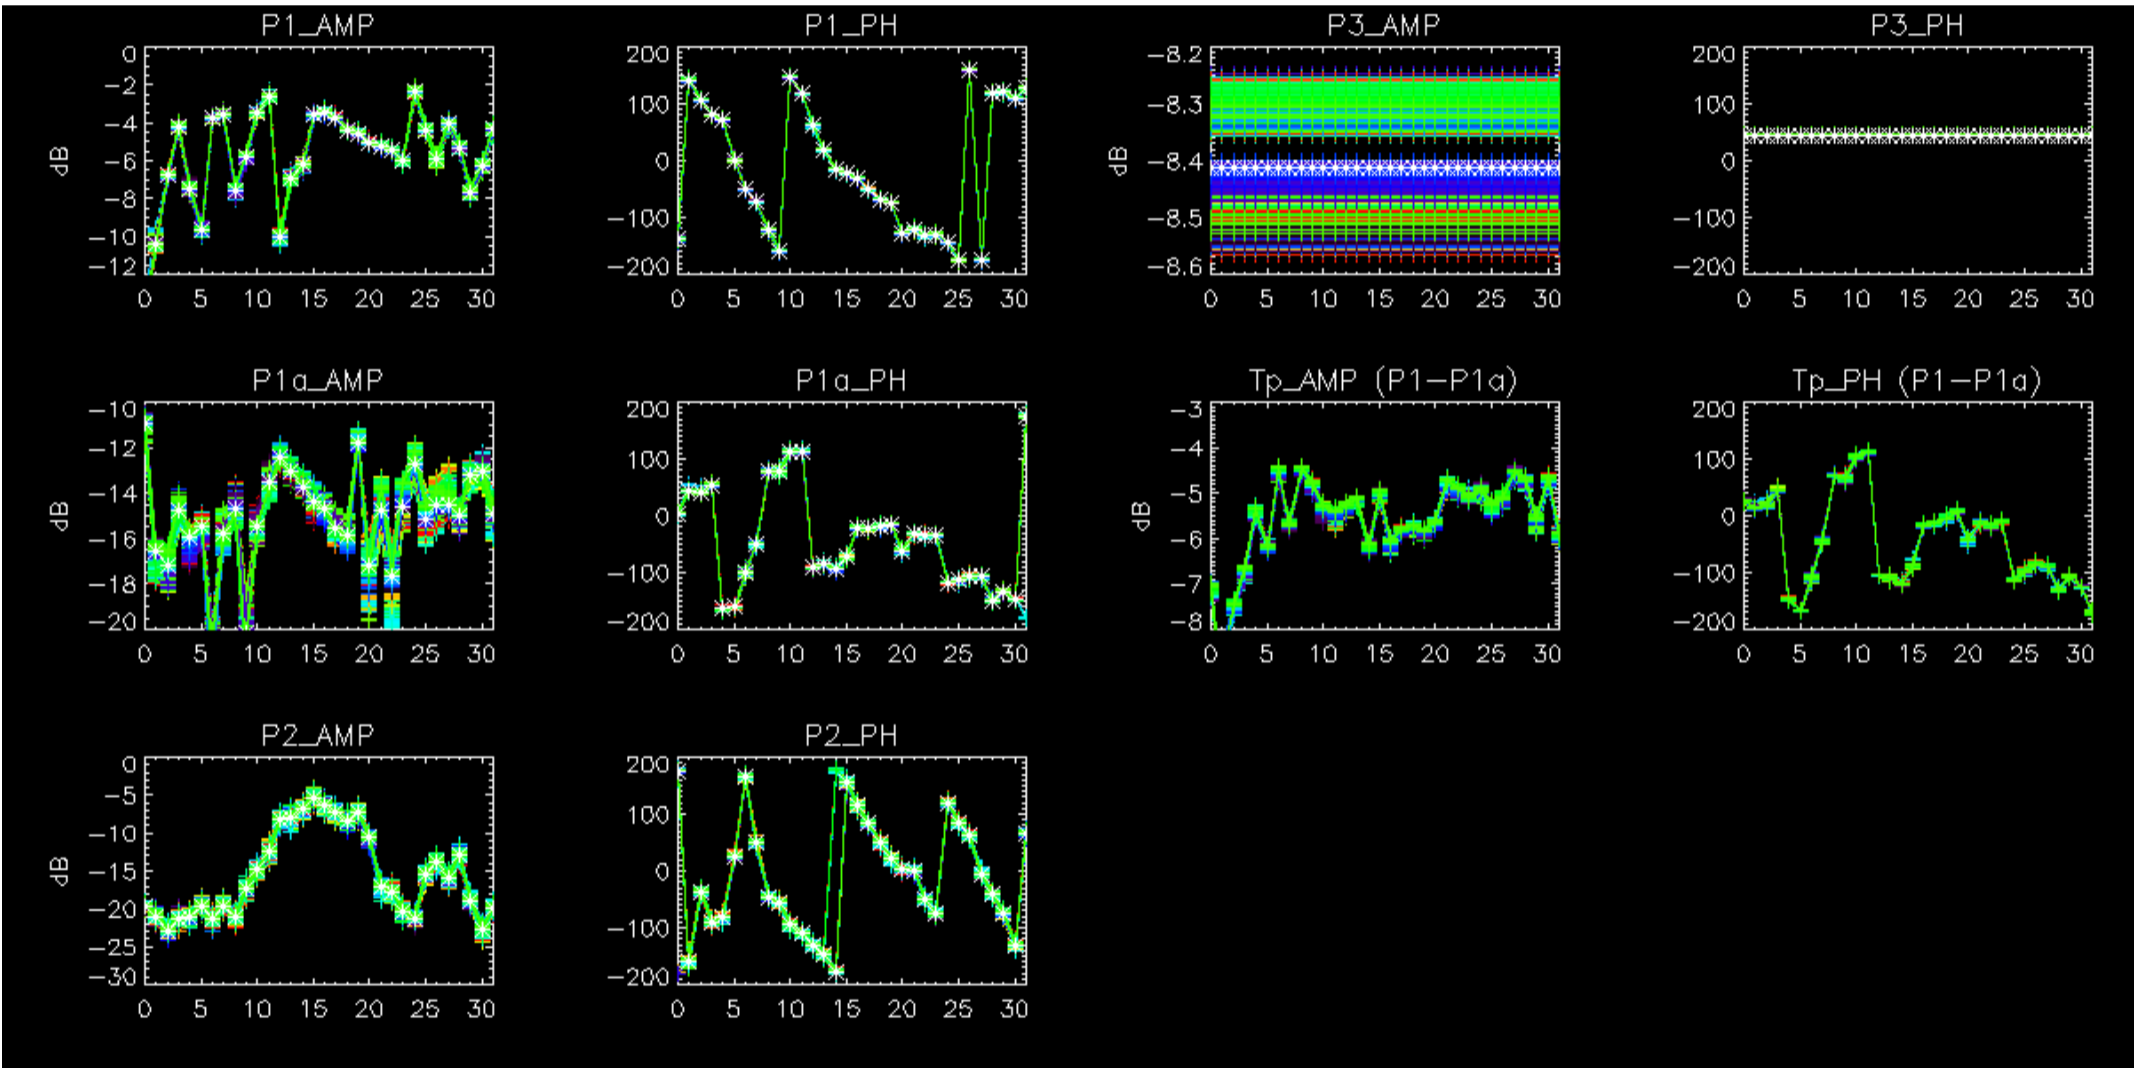 P1_AMP
0
-2
-4
-6
-8
-10
-12
dB
0 5 10 15 20 25 30
P1_PH
200
100
0
-100
-200
0 5 10 15 20 25 30
P3_AMP
-8.2
-8.3
-8.4
-8.5
-8.6
dB
0 5 10 15 20 25 30
P3_PH
200
100
0
-100
-200
0 5 10 15 20 25 30
P1a_AMP
-10
-12
-14
-16
-18
-20
dB
0 5 10 15 20 25 30
P1a_PH
200
100
0
-100
-200
0 5 10 15 20 25 30
Tp_AMP (P1-P1a)
-3
-4
-5
-6
-7
-8
dB
0 5 10 15 20 25 30
Tp_PH (P1-P1a)
200
100
0
-100
-200
0 5 10 15 20 25 30
P2_AMP
0
-5
-10
-15
-20
-25
-30
dB
0 5 10 15 20 25 30
P2_PH
200
100
0
-100
-200
0 5 10 15 20 25 30